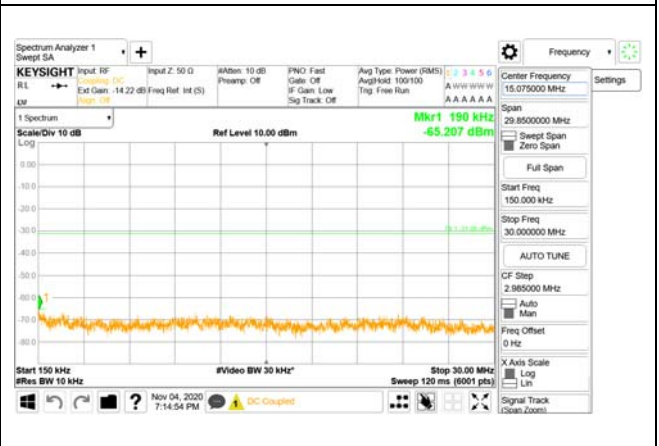 Spectrum Analyzer 1
Swept SA
+
Frequency
KEYSIGHT
RL
Input: RF
Coupling: DC
Ext Gain: -14.22 dB
Align: Off
Input Z: 50 Ω
Freq Ref: Int (S)
#Atten: 10 dB
Preamp: Off
PNO: Fast
Gate: Off
IF Gain: Low
Sig Track: Off
Avg Type: Power (RMS)
Avg|Hold: 100/100
Trig: Free Run
1 2 3 4 5 6
A W W W W W
A A A A A A
1 Spectrum
Scale/Div 10 dB
Ref Level 10.00 dBm
Mkr1 190 kHz
-65.207 dBm
Log
0.00
-10.0
-20.0
-30.0
-40.0
-50.0
-60.0
-70.0
-80.0
1
Start 150 kHz
#Res BW 10 kHz
#Video BW 30 kHz*
Stop 30.00 MHz
Sweep 120 ms (6001 pts)
?
Nov 04, 2020
7:14:54 PM
1
DC Coupled
Settings
Center Frequency
15.075000 MHz
Span
29.8500000 MHz
Swept Span
Zero Span
Full Span
Start Freq
150.000 kHz
Stop Freq
30.000000 MHz
AUTO TUNE
CF Step
2.985000 MHz
Auto
Man
Freq Offset
0 Hz
X Axis Scale
Log
Lin
Signal Track
(Span Zoom)